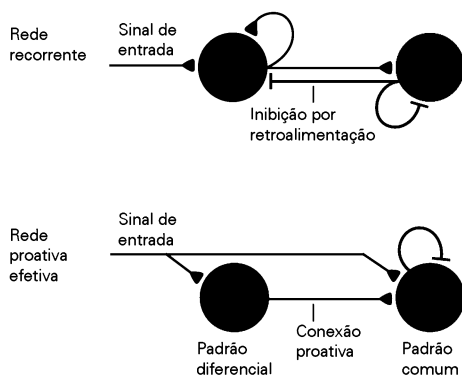 Rede
recorrente
Sinal de
entrada
Inibição por
retroalimentação
Rede
proativa
efetiva
Sinal de
entrada
Conexão
proativa
Padrão
diferencial
Padrão
comum